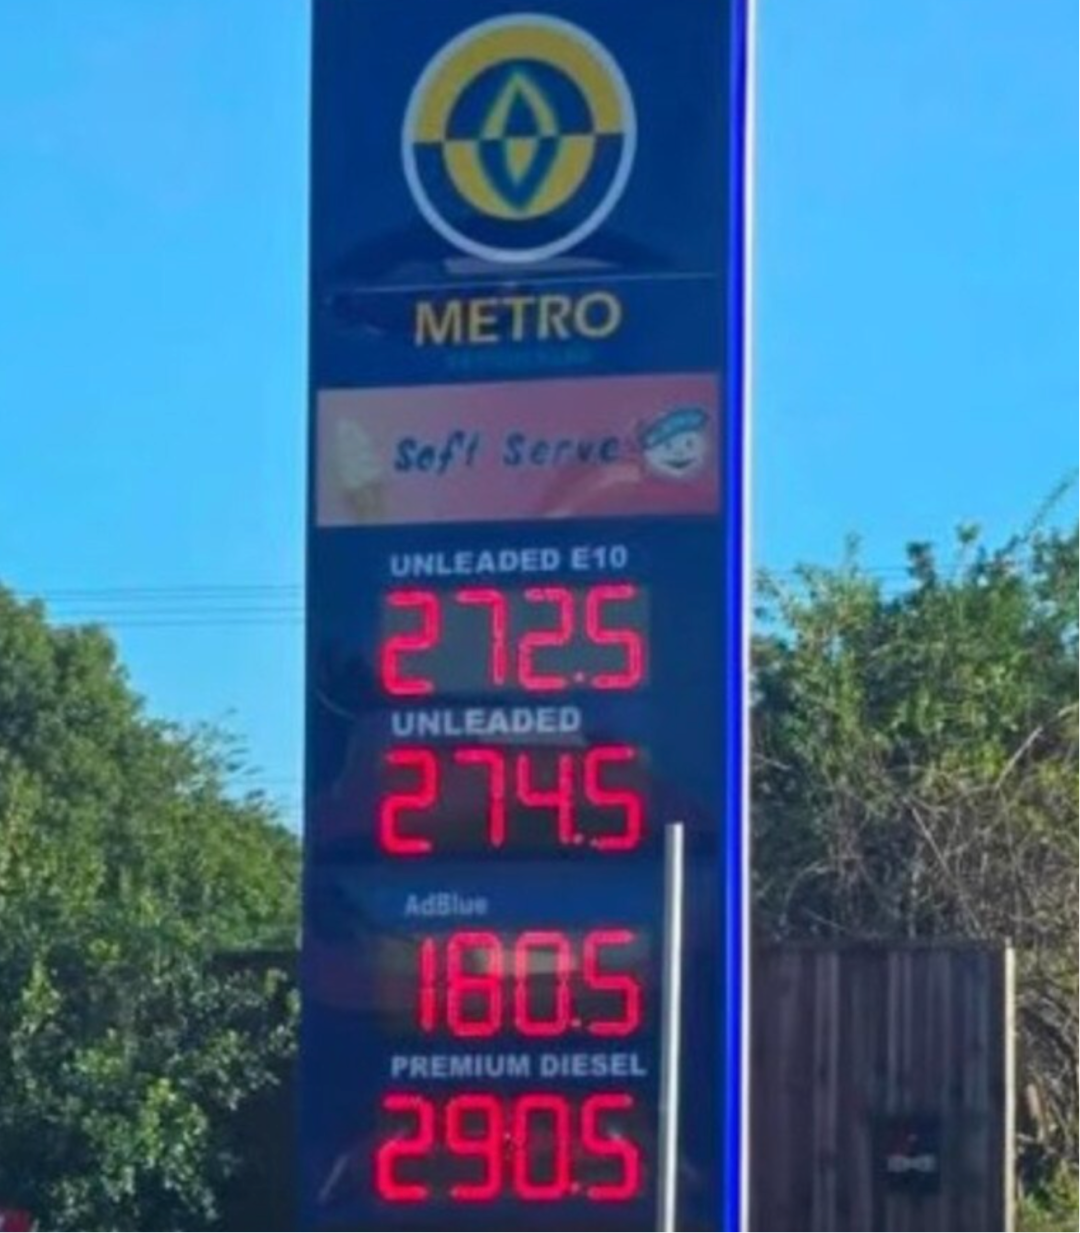 METRO
Soft Serve
UNLEADED E10
272.5
UNLEADED
274.5
AdBlue
180.5
PREMIUM DIESEL
290.5